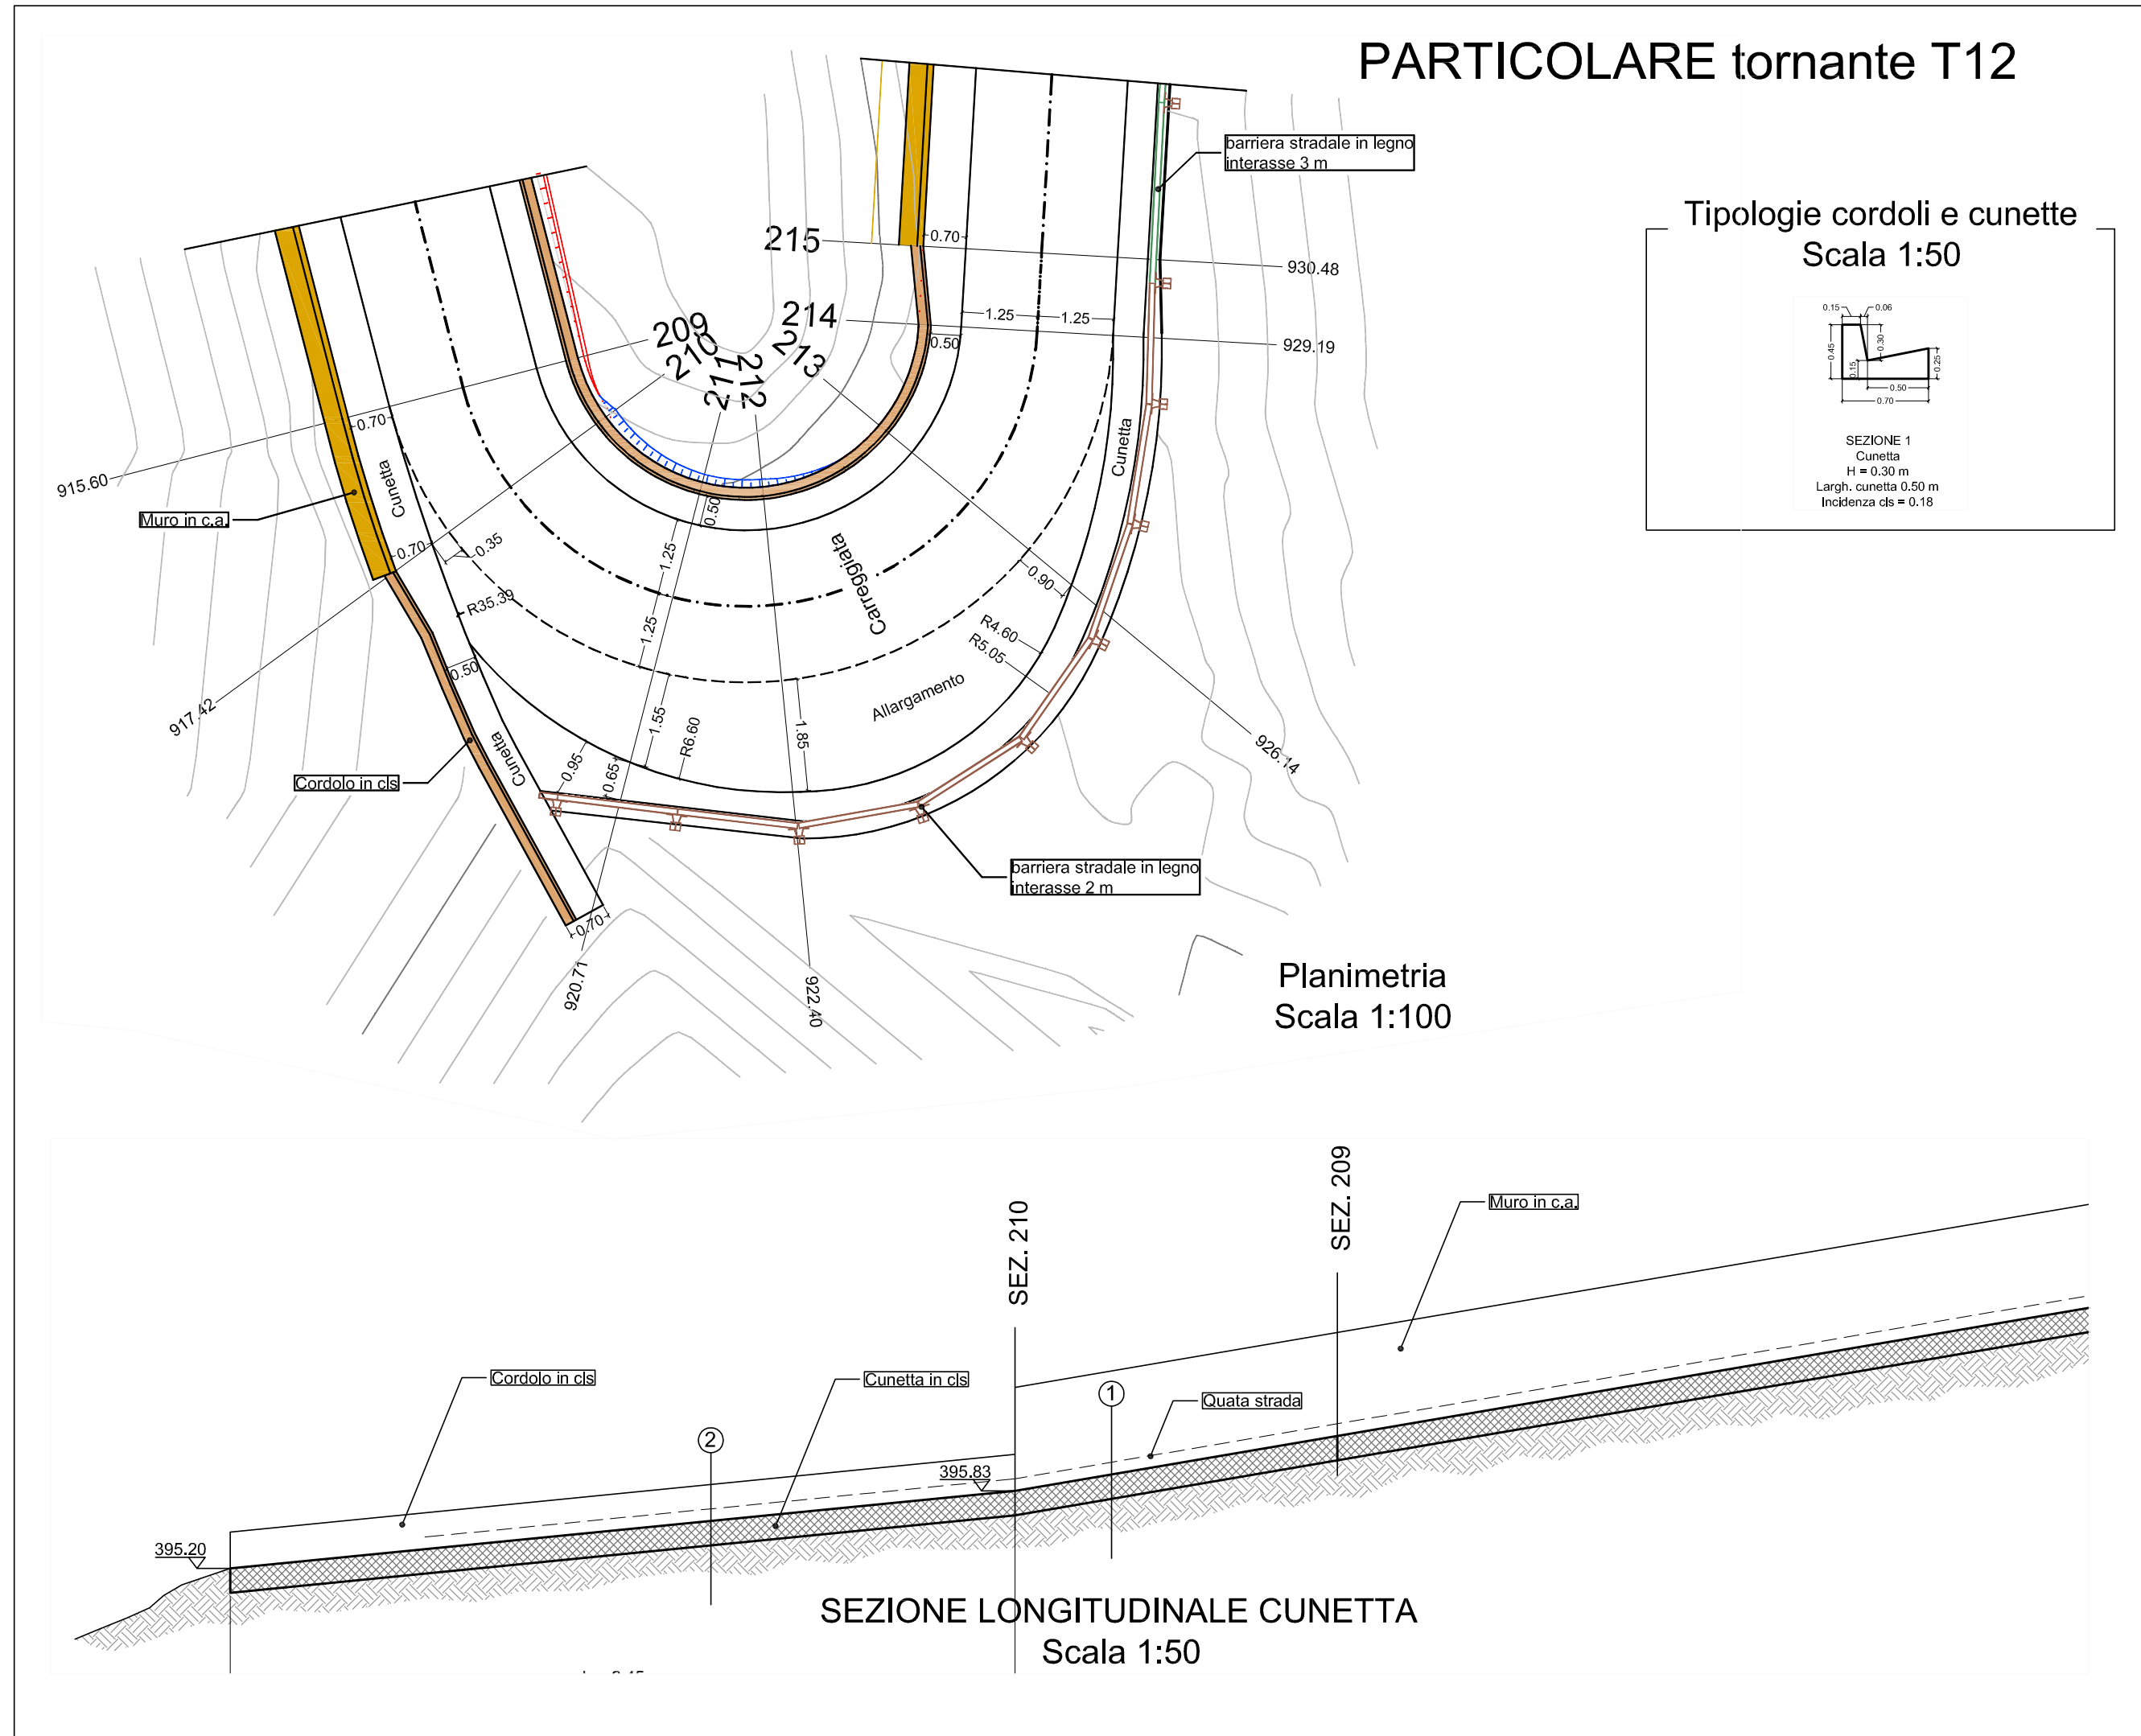 PARTICOLARE tornante T12
barriera stradale in legno
interasse 3 m
Tipologie cordoli e cunette
Scala 1:50
0.15
0.06
0.45
0.30
0.15
0.25
0.50
0.70
SEZIONE 1
Cunetta
H = 0.30 m
Largh. cunetta 0.50 m
Incidenza cls = 0.18
215
0.70
930.48
214
1.25
1.25
929.19
0.50
209
210
211
212
213
0.70
915.60
Cunetta
Cunetta
Muro in c.a.
0.70
0.35
0.50
1.25
Carreggiata
0.90
R35.39
1.25
R4.60
R5.05
0.50
Allargamento
917.42
1.55
R6.60
1.85
926.14
Cunetta
0.95
0.65
Cordolo in cls
barriera stradale in legno
interasse 2 m
0.70
920.71
922.40
Planimetria
Scala 1:100
SEZ. 210
SEZ. 209
Muro in c.a.
Cordolo in cls
Cunetta in cls
1
Quata strada
2
395.83
395.20
SEZIONE LONGITUDINALE CUNETTA
Scala 1:50